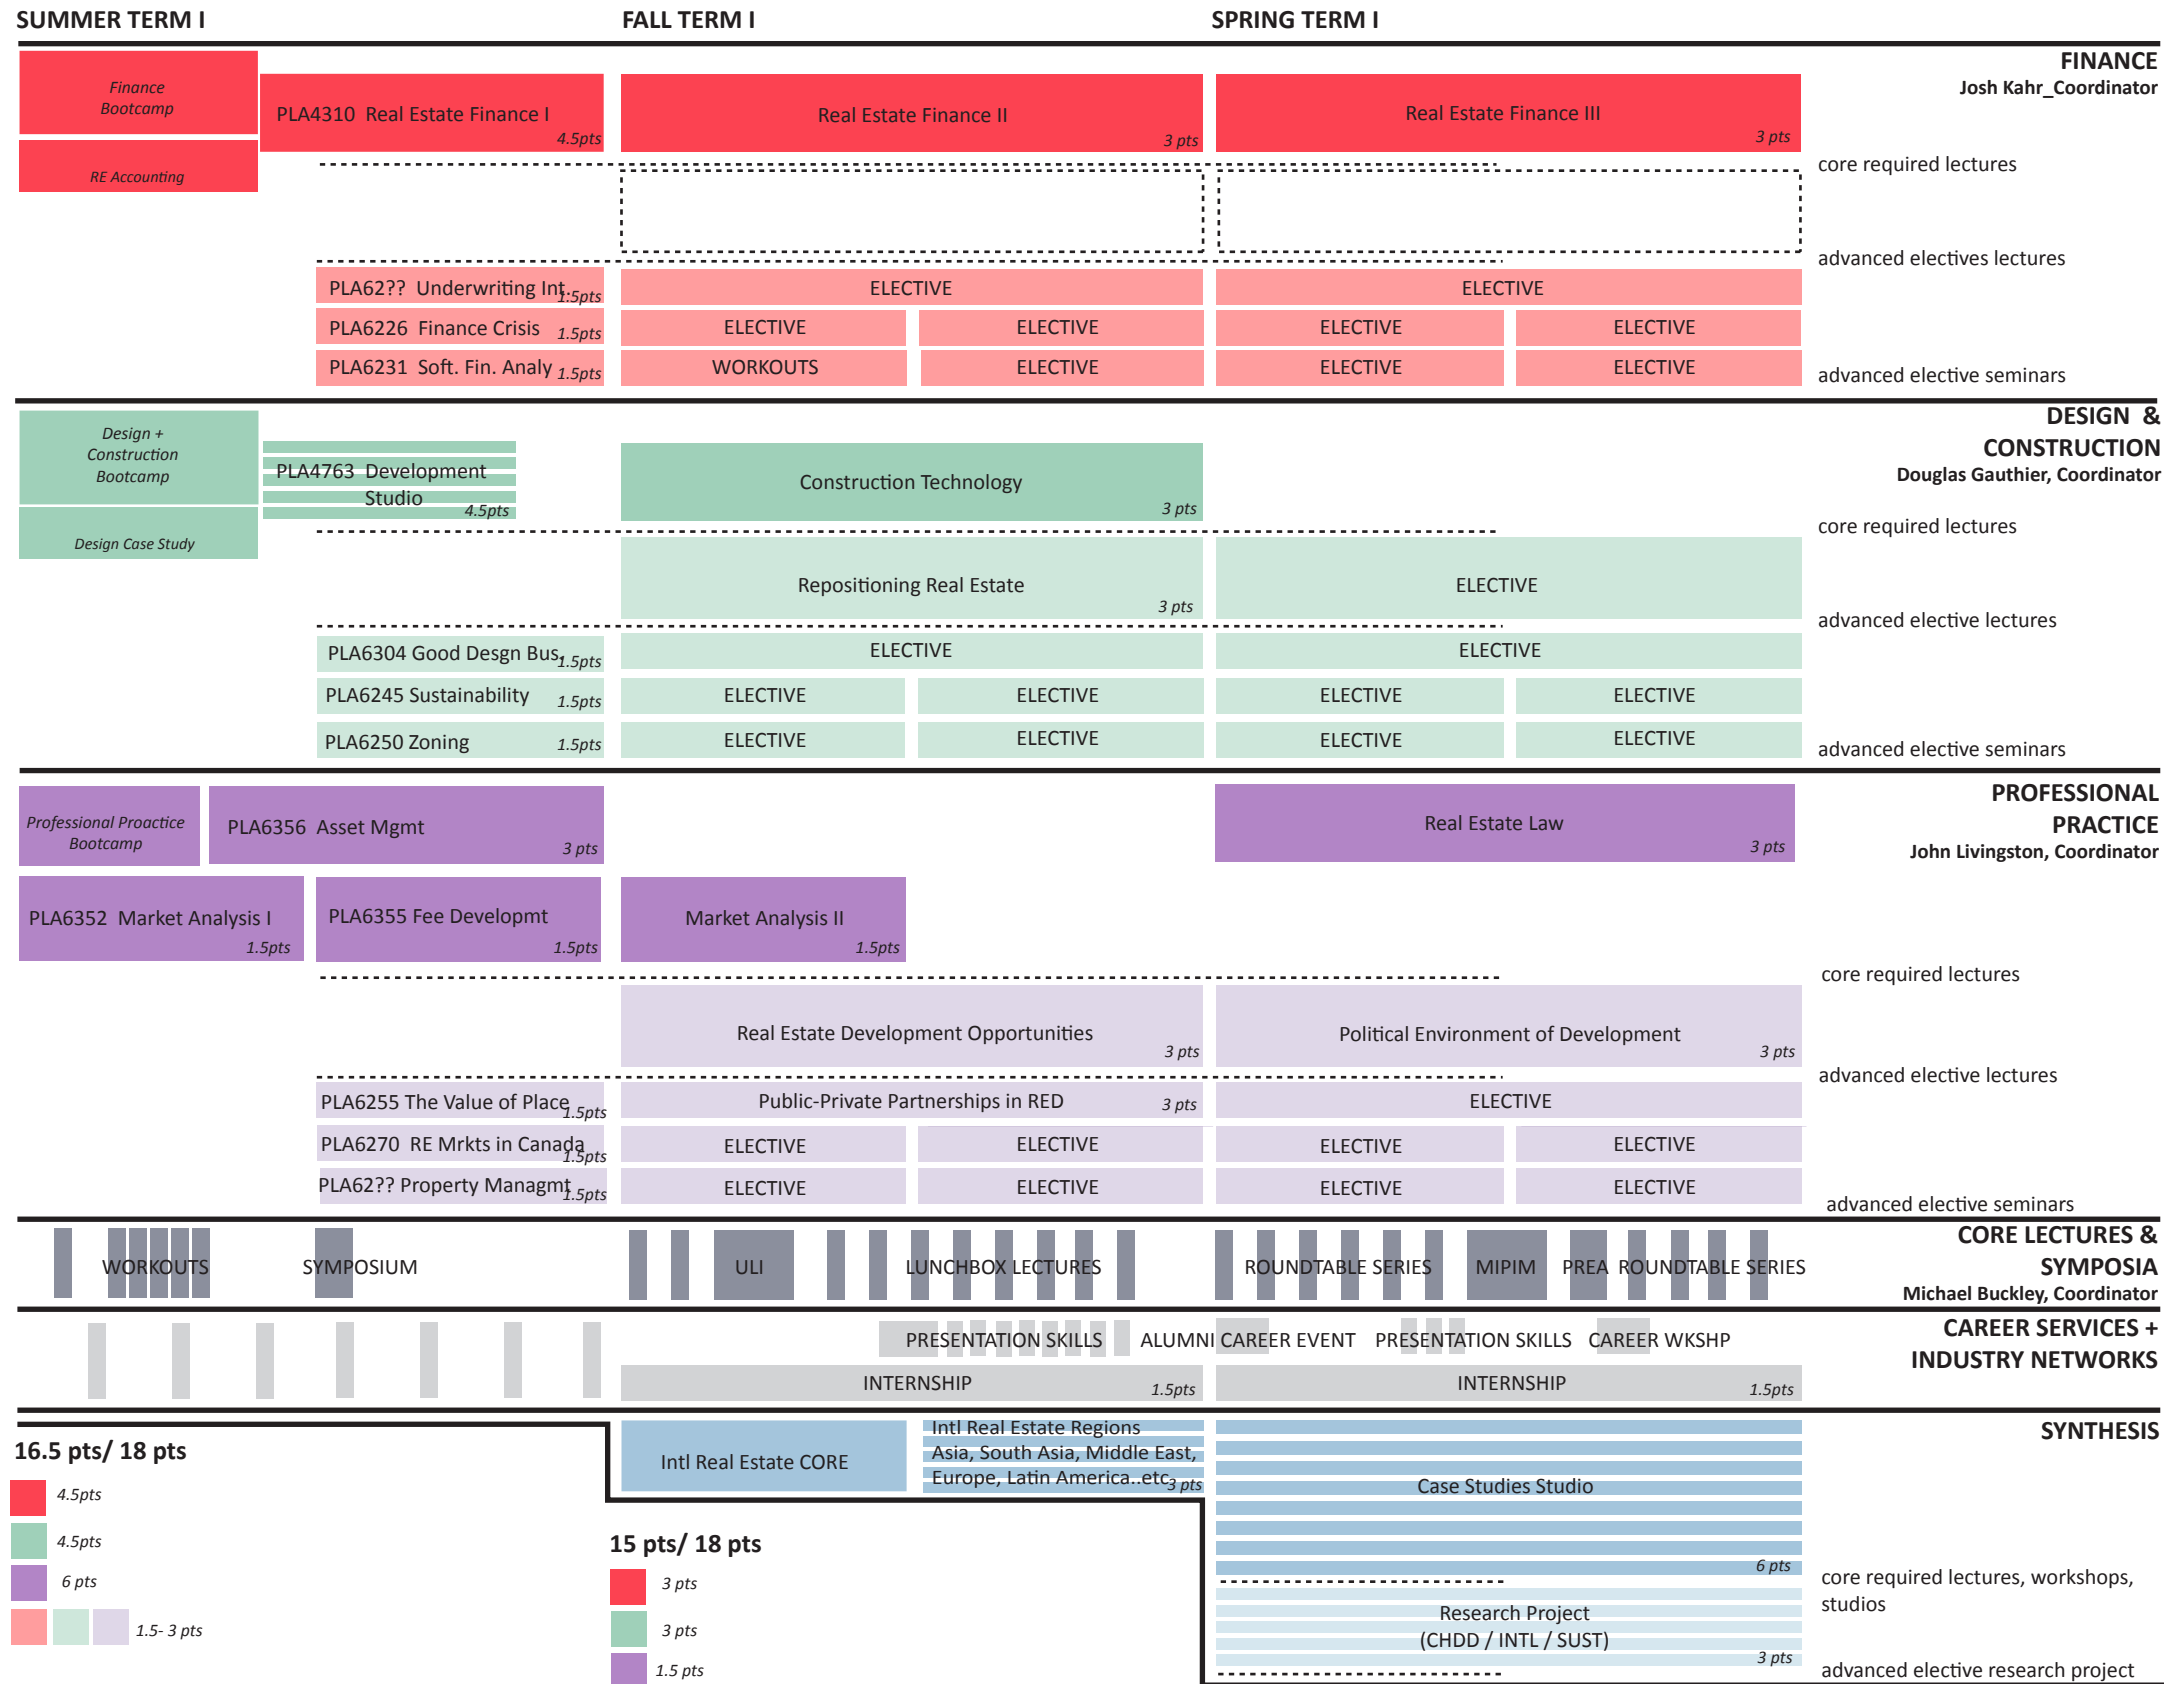 SUMMER TERM I
FALL TERM I
SPRING TERM I
FINANCE
Josh Kahr_Coordinator
Finance
Bootcamp
PLA4310  Real Estate Finance I
4.5pts
Real Estate Finance II
3 pts
Real Estate Finance III
3 pts
RE Accounting
core required lectures
advanced electives lectures
PLA62??  Underwriting Int.
1.5pts
ELECTIVE
ELECTIVE
PLA6226  Finance Crisis
1.5pts
ELECTIVE
ELECTIVE
ELECTIVE
ELECTIVE
PLA6231  Soft. Fin. Analy
1.5pts
WORKOUTS
ELECTIVE
ELECTIVE
ELECTIVE
advanced elective seminars
DESIGN &
CONSTRUCTION
Douglas Gauthier, Coordinator
Design +
Construction
Bootcamp
PLA4763  Development
Studio
4.5pts
Construction Technology
3 pts
Design Case Study
core required lectures
Repositioning Real Estate
3 pts
ELECTIVE
advanced elective lectures
PLA6304 Good Desgn Bus.
1.5pts
ELECTIVE
ELECTIVE
PLA6245 Sustainability
1.5pts
ELECTIVE
ELECTIVE
ELECTIVE
ELECTIVE
PLA6250 Zoning
1.5pts
ELECTIVE
ELECTIVE
ELECTIVE
ELECTIVE
advanced elective seminars
PROFESSIONAL
PRACTICE
John Livingston, Coordinator
Professional Proactice
Bootcamp
PLA6356  Asset Mgmt
3 pts
Real Estate Law
3 pts
PLA6352  Market Analysis I
1.5pts
PLA6355 Fee Developmt
1.5pts
Market Analysis II
1.5pts
core required lectures
Real Estate Development Opportunities
3 pts
Political Environment of Development
3 pts
advanced elective lectures
PLA6255 The Value of Place
1.5pts
Public-Private Partnerships in RED
3 pts
ELECTIVE
PLA6270  RE Mrkts in Canada
1.5pts
ELECTIVE
ELECTIVE
ELECTIVE
ELECTIVE
PLA62?? Property Managmt
1.5pts
ELECTIVE
ELECTIVE
ELECTIVE
ELECTIVE
advanced elective seminars
CORE LECTURES &
SYMPOSIA
Michael Buckley, Coordinator
WORKOUTS
SYMPOSIUM
ULI
LUNCHBOX LECTURES
ROUNDTABLE SERIES
MIPIM
PREA
ROUNDTABLE SERIES
CAREER SERVICES +
INDUSTRY NETWORKS
PRESENTATION SKILLS
ALUMNI CAREER EVENT
PRESENTATION SKILLS
CAREER WKSHP
INTERNSHIP
1.5pts
INTERNSHIP
1.5pts
SYNTHESIS
Intl Real Estate CORE
Intl Real Estate Regions
Asia, South Asia, Middle East,
Europe, Latin America..etc
3 pts
Case Studies Studio
6 pts
core required lectures, workshops,
studios
Research Project
(CHDD / INTL / SUST)
3 pts
advanced elective research project
16.5 pts/ 18 pts
4.5pts
4.5pts
6 pts
1.5- 3 pts
15 pts/ 18 pts
3 pts
3 pts
1.5 pts